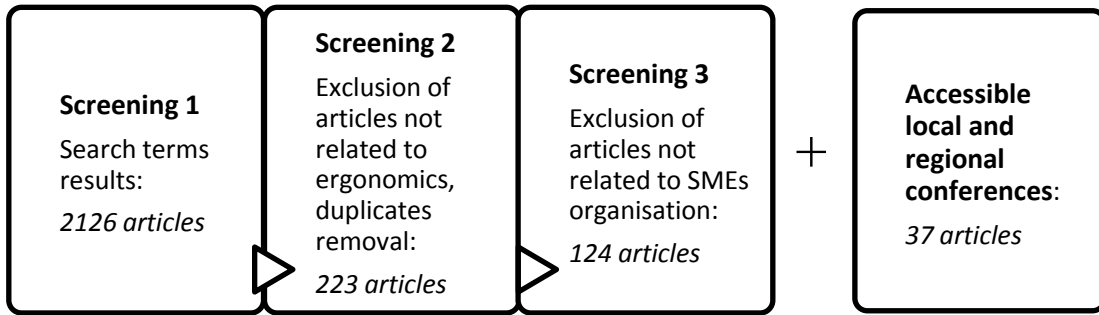 Screening 1
Search terms
results:
2126 articles
Screening 2
Exclusion of
articles not
related to
ergonomics,
duplicates
removal:
223 articles
Screening 3
Exclusion of
articles not
related to SMEs
organisation:
124 articles
+
Accessible
local and
regional
conferences:
37 articles